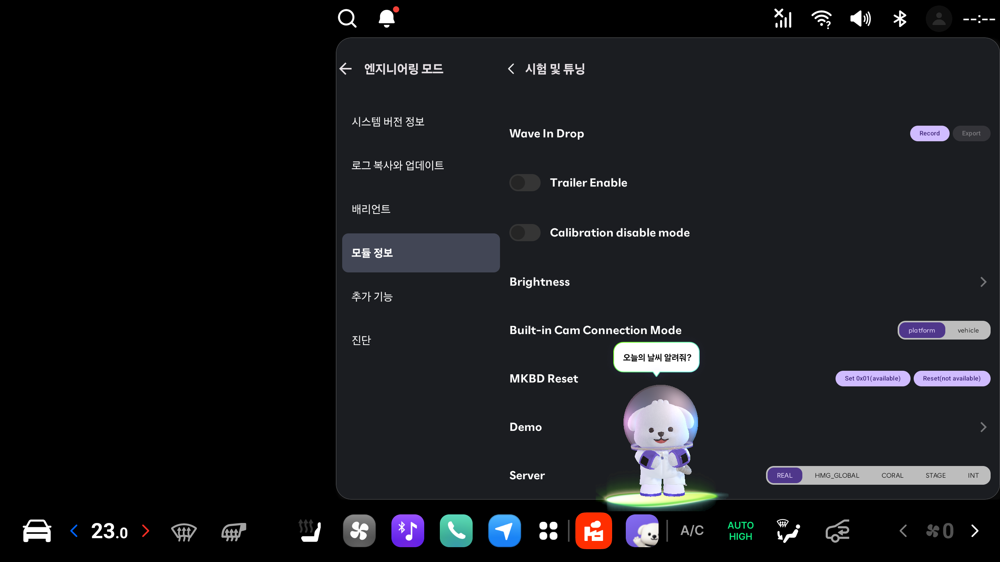 --:--
엔지니어링 모드
시험 및 튜닝
시스템 버전 정보
로그 복사와 업데이트
배리언트
모듈 정보
추가 기능
진단
Wave In Drop
Record
Export
Trailer Enable
Calibration disable mode
Brightness
Built-in Cam Connection Mode
platform
vehicle
오늘의 날씨 알려줘?
MKBD Reset
Set 0x01(available)
Reset(not available)
Demo
Server
REAL
HMG_GLOBAL
CORAL
STAGE
INT
23.0
A/C
AUTO
HIGH
0